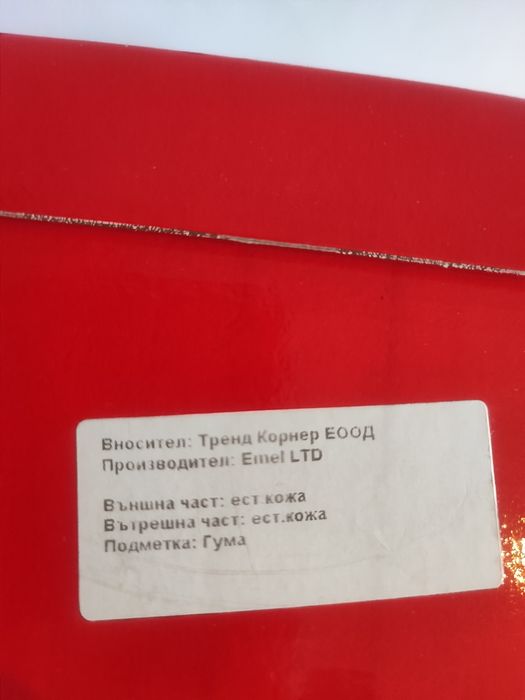 Вносител: Тренд Корнер ЕООД
Производител: Emel LTD
Външна част: ест кожа
Вътрешна част: ест.кожа
Подметка: Гума